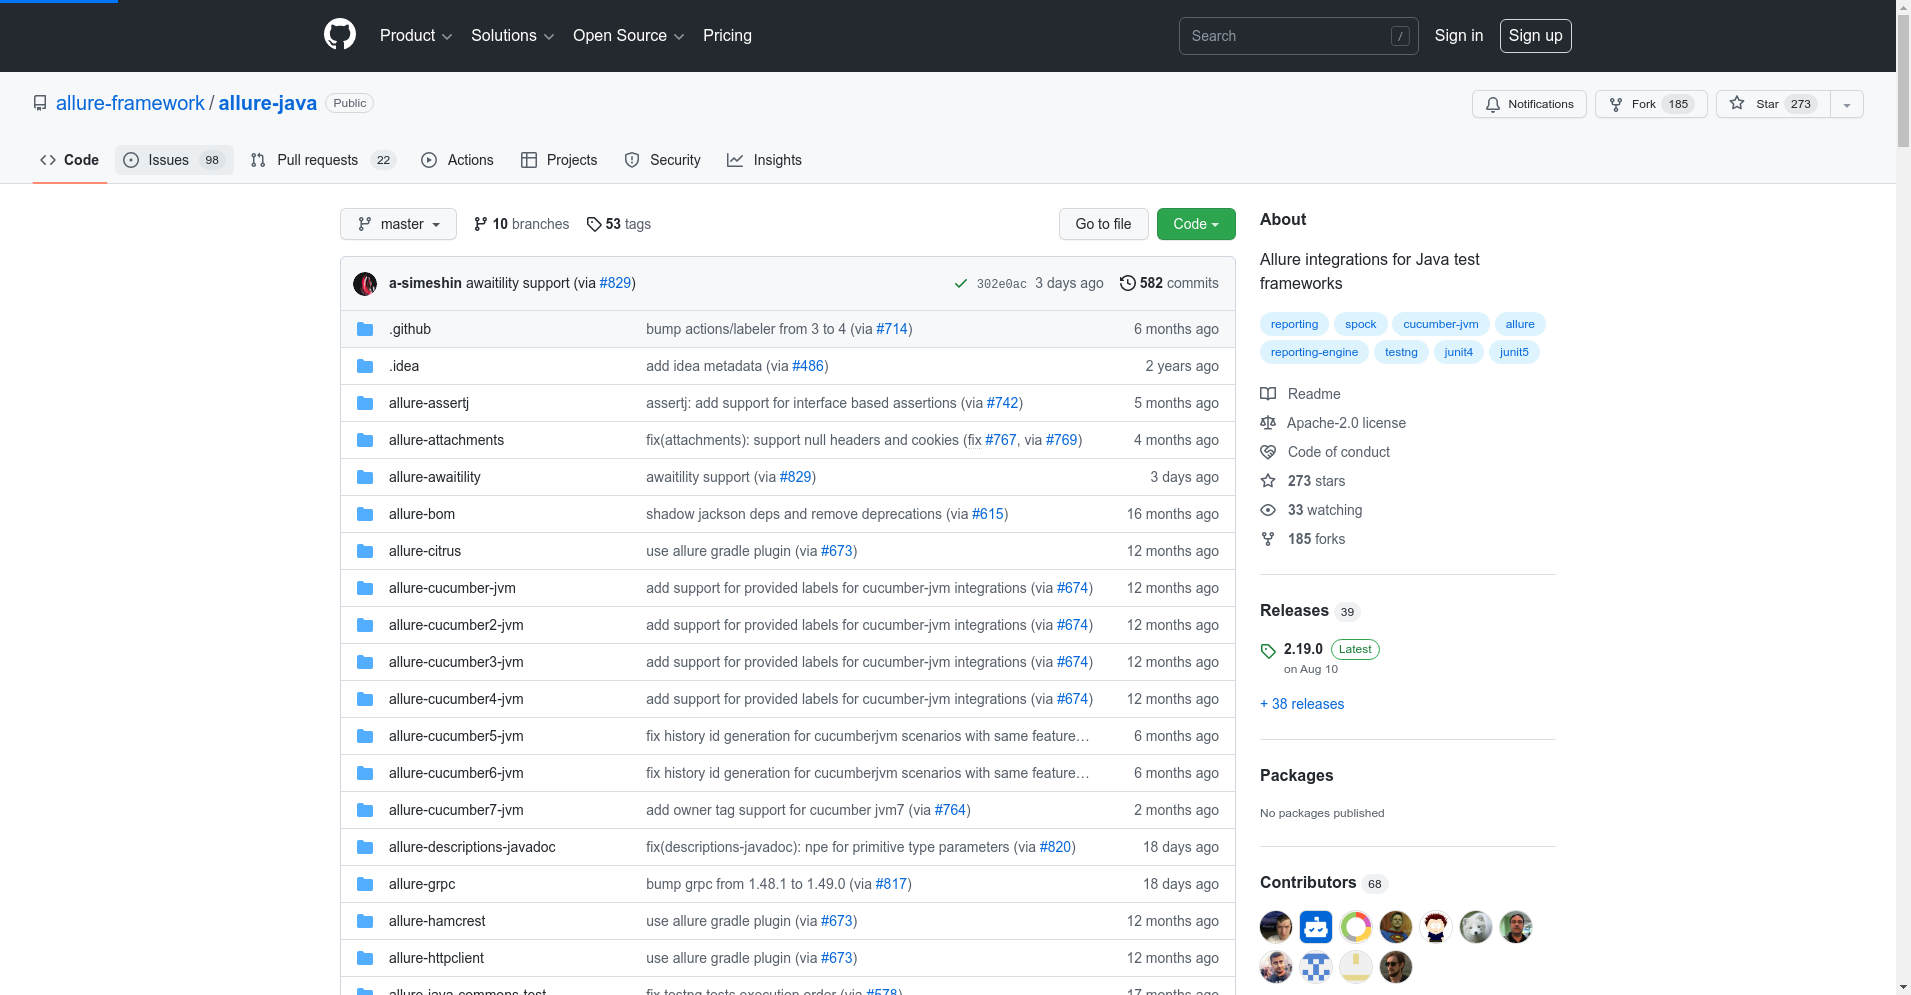 Product Solutions Open Source Pricing Search / Sign in Sign up
allure-framework / allure-java Public Notifications Fork 185 Star 273
Code Issues 98 Pull requests 22 Actions Projects Security Insights
master 10 branches 53 tags Go to file Code
a-simeshin awaitility support (via #829) 302e0ac 3 days ago 582 commits
.github bump actions/labeler from 3 to 4 (via #714) 6 months ago
.idea add idea metadata (via #486) 2 years ago
allure-assertj assertj: add support for interface based assertions (via #742) 5 months ago
allure-attachments fix(attachments): support null headers and cookies (fix #767, via #769) 4 months ago
allure-awaitility awaitility support (via #829) 3 days ago
allure-bom shadow jackson deps and remove deprecations (via #615) 16 months ago
allure-citrus use allure gradle plugin (via #673) 12 months ago
allure-cucumber-jvm add support for provided labels for cucumber-jvm integrations (via #674) 12 months ago
allure-cucumber2-jvm add support for provided labels for cucumber-jvm integrations (via #674) 12 months ago
allure-cucumber3-jvm add support for provided labels for cucumber-jvm integrations (via #674) 12 months ago
allure-cucumber4-jvm add support for provided labels for cucumber-jvm integrations (via #674) 12 months ago
allure-cucumber5-jvm fix history id generation for cucumberjvm scenarios with same feature… 6 months ago
allure-cucumber6-jvm fix history id generation for cucumberjvm scenarios with same feature… 6 months ago
allure-cucumber7-jvm add owner tag support for cucumber jvm7 (via #764) 2 months ago
allure-descriptions-javadoc fix(descriptions-javadoc): npe for primitive type parameters (via #820) 18 days ago
allure-grpc bump grpc from 1.48.1 to 1.49.0 (via #817) 18 days ago
allure-hamcrest use allure gradle plugin (via #673) 12 months ago
allure-httpclient use allure gradle plugin (via #673) 12 months ago
allure-java-commons-test fix testng tests execution order (via #578) 17 months ago
About
Allure integrations for Java test
frameworks
reporting spock cucumber-jvm allure
reporting-engine testng junit4 junit5
Readme
Apache-2.0 license
Code of conduct
273 stars
33 watching
185 forks
Releases 39
2.19.0 Latest
on Aug 10
+ 38 releases
Packages
No packages published
Contributors 68